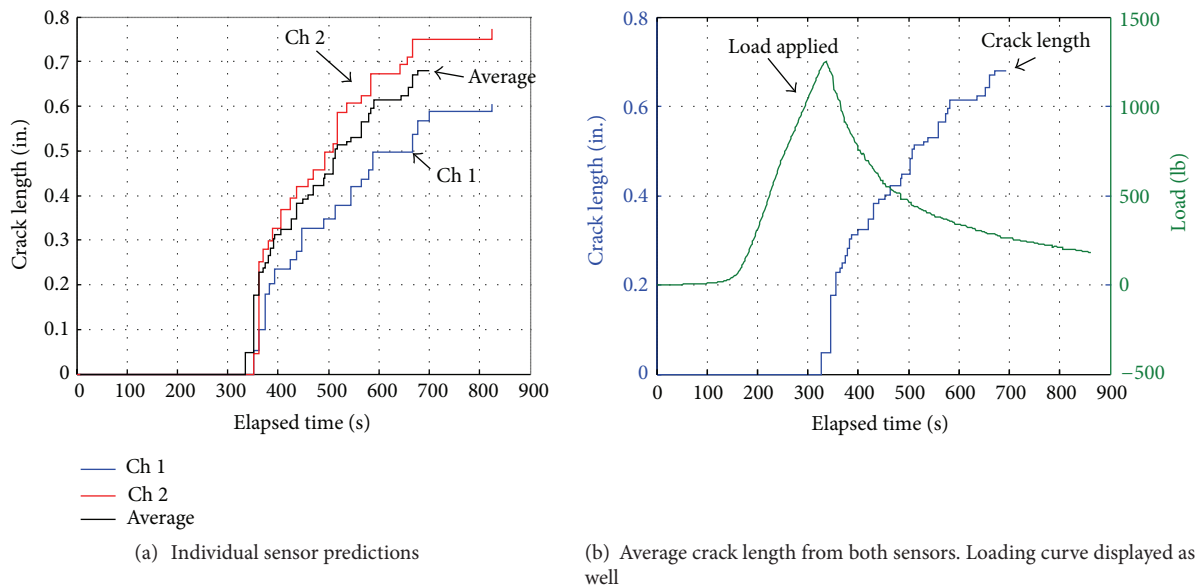 0.8
0.7
0.6
0.5
0.4
0.3
0.2
0.1
0
Crack length (in.)
0 100 200 300 400 500 600 700 800 900
Elapsed time (s)
Ch 2
Average
Ch 1
Ch 1
Ch 2
Average
(a) Individual sensor predictions
0.8
0.6
0.4
0.2
0
Crack length (in.)
1500
1000
500
0
−500
Load (lb)
0 100 200 300 400 500 600 700 800 900
Elapsed time (s)
Load applied
Crack length
(b) Average crack length from both sensors. Loading curve displayed as
well